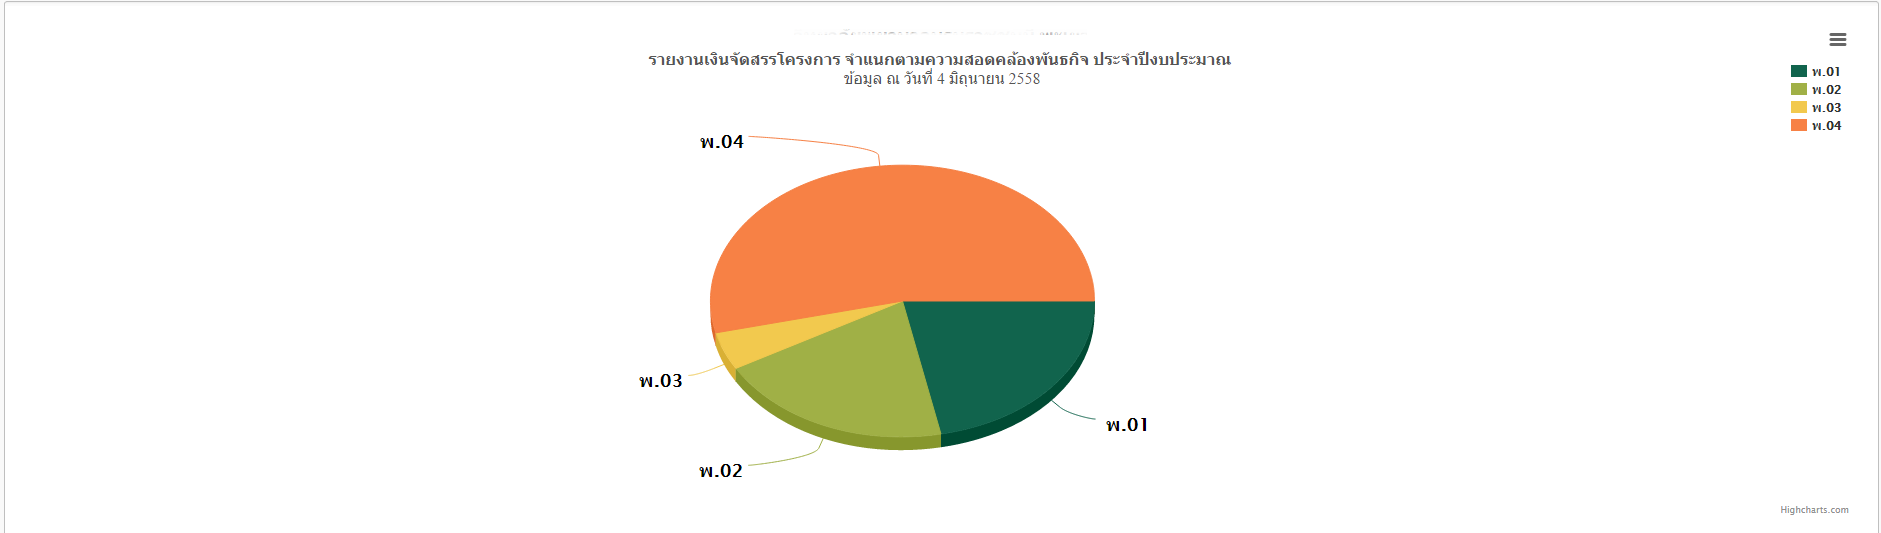 รายงานเงินจัดสรรโครงการ จำแนกตามความสอดคล้องพันธกิจ ประจำปีงบประมาณ
ข้อมูล ณ วันที่ 4 มิถุนายน 2558
พ.01
พ.02
พ.03
พ.04
พ.04
พ.03
พ.01
พ.02
Highcharts.com